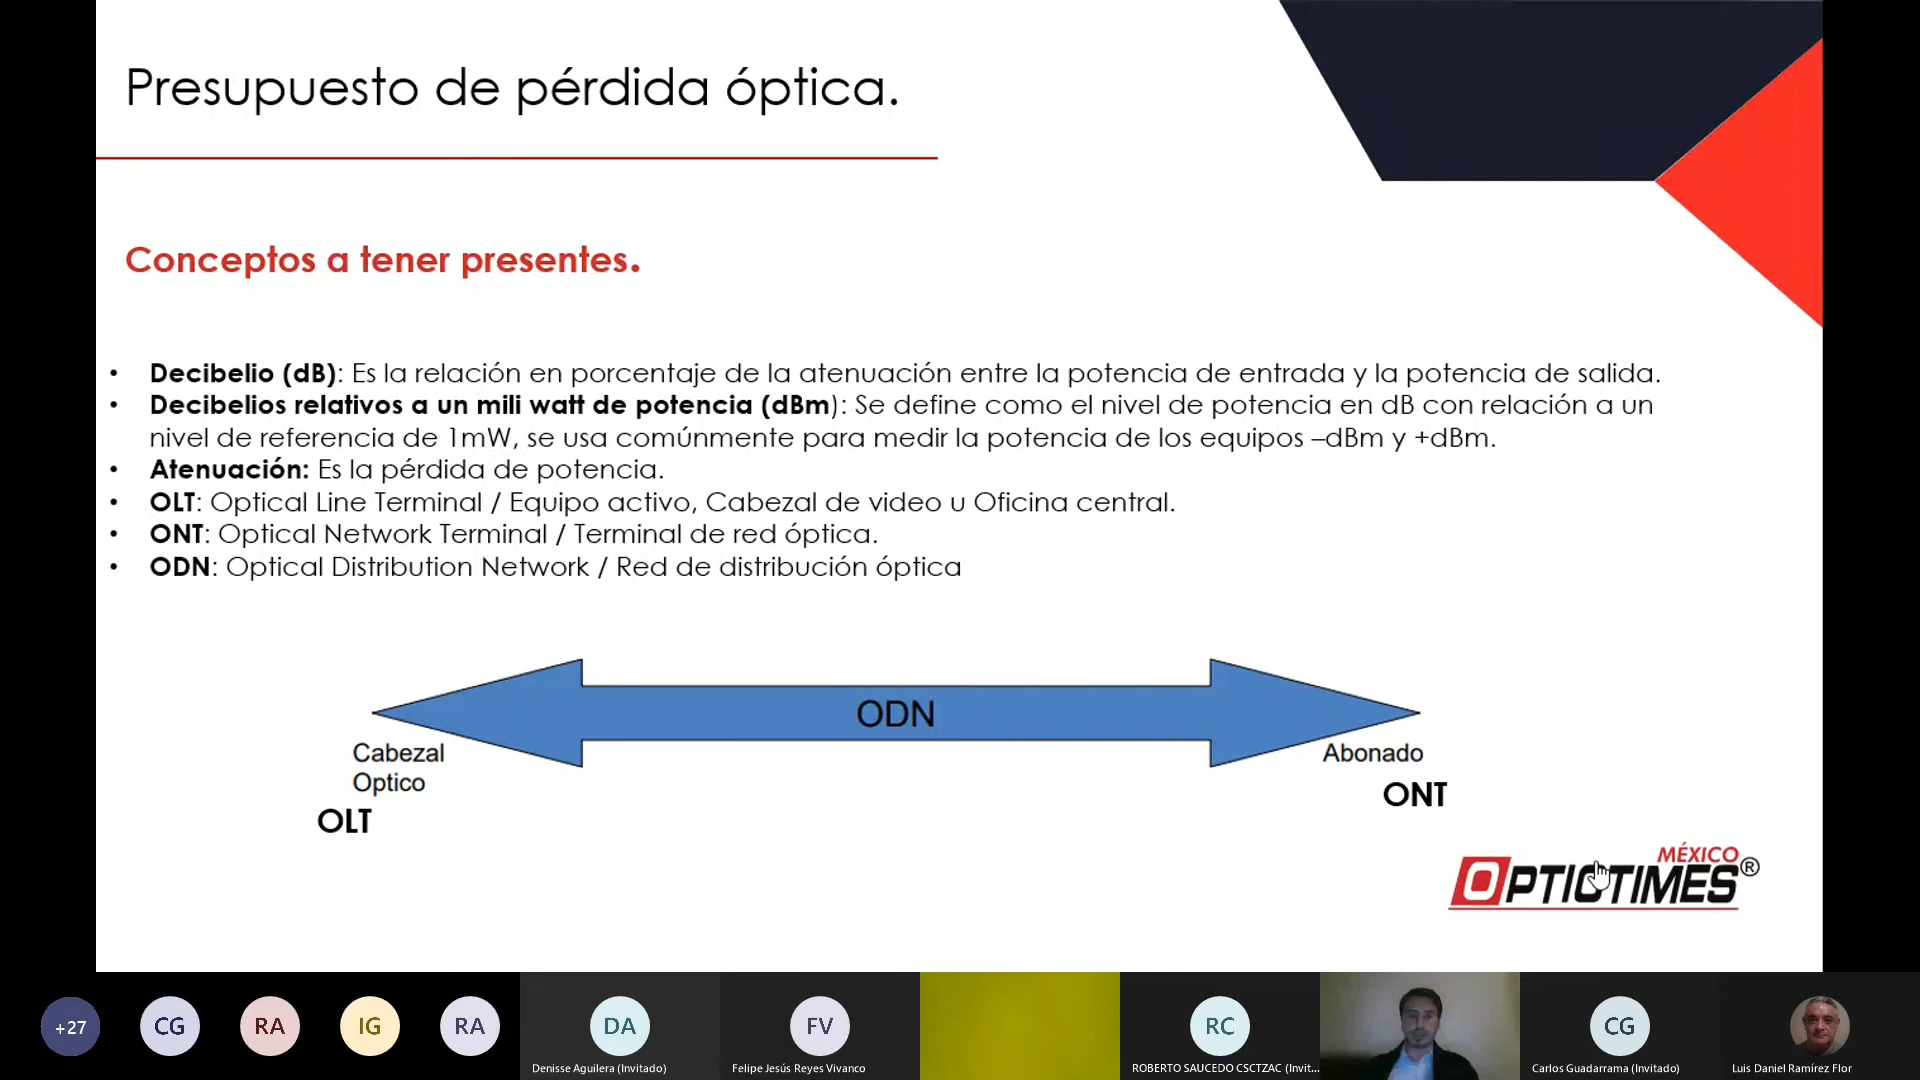 Presupuesto de pérdida óptica.
Conceptos a tener presentes.
• Decibelio (dB): Es la relación en porcentaje de la atenuación entre la potencia de entrada y la potencia de salida.
• Decibelios relativos a un mili watt de potencia (dBm): Se define como el nivel de potencia en dB con relación a un
nivel de referencia de 1mW, se usa comúnmente para medir la potencia de los equipos –dBm y +dBm.
• Atenuación: Es la pérdida de potencia.
• OLT: Optical Line Terminal / Equipo activo, Cabezal de video u Oficina central.
• ONT: Optical Network Terminal / Terminal de red óptica.
• ODN: Optical Distribution Network / Red de distribución óptica
ODN
Cabezal
Optico
OLT
Abonado
ONT
MÉXICO
OPTICTIMES®
+27
CG
RA
IG
RA
DA
Denisse Aguilera (Invitado)
FV
Felipe Jesús Reyes Vivanco
RC
ROBERTO SAUCEDO CSCTZAC (Invit...
CG
Carlos Guadarrama (Invitado)
Luis Daniel Ramírez Flor